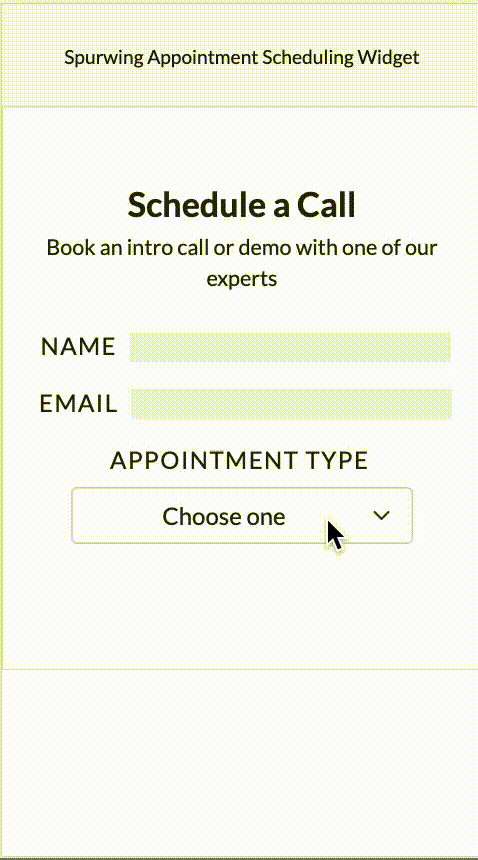 Spurwing Appointment Scheduling Widget
Schedule a Call
Book an intro call or demo with one of our
experts
NAME
EMAIL
APPOINTMENT TYPE
Choose one